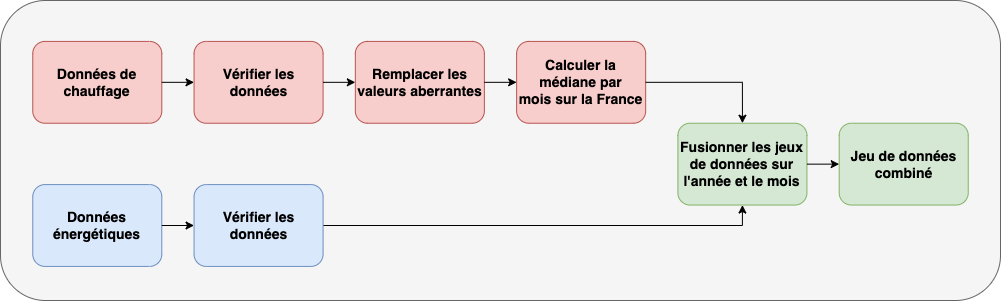 Données de
chauffage
Vérifier les
données
Remplacer les
valeurs aberrantes
Calculer la
médiane par
mois sur la France
Fusionner les jeux
de données sur
l'année et le mois
Jeu de données
combiné
Données
énergétiques
Vérifier les
données